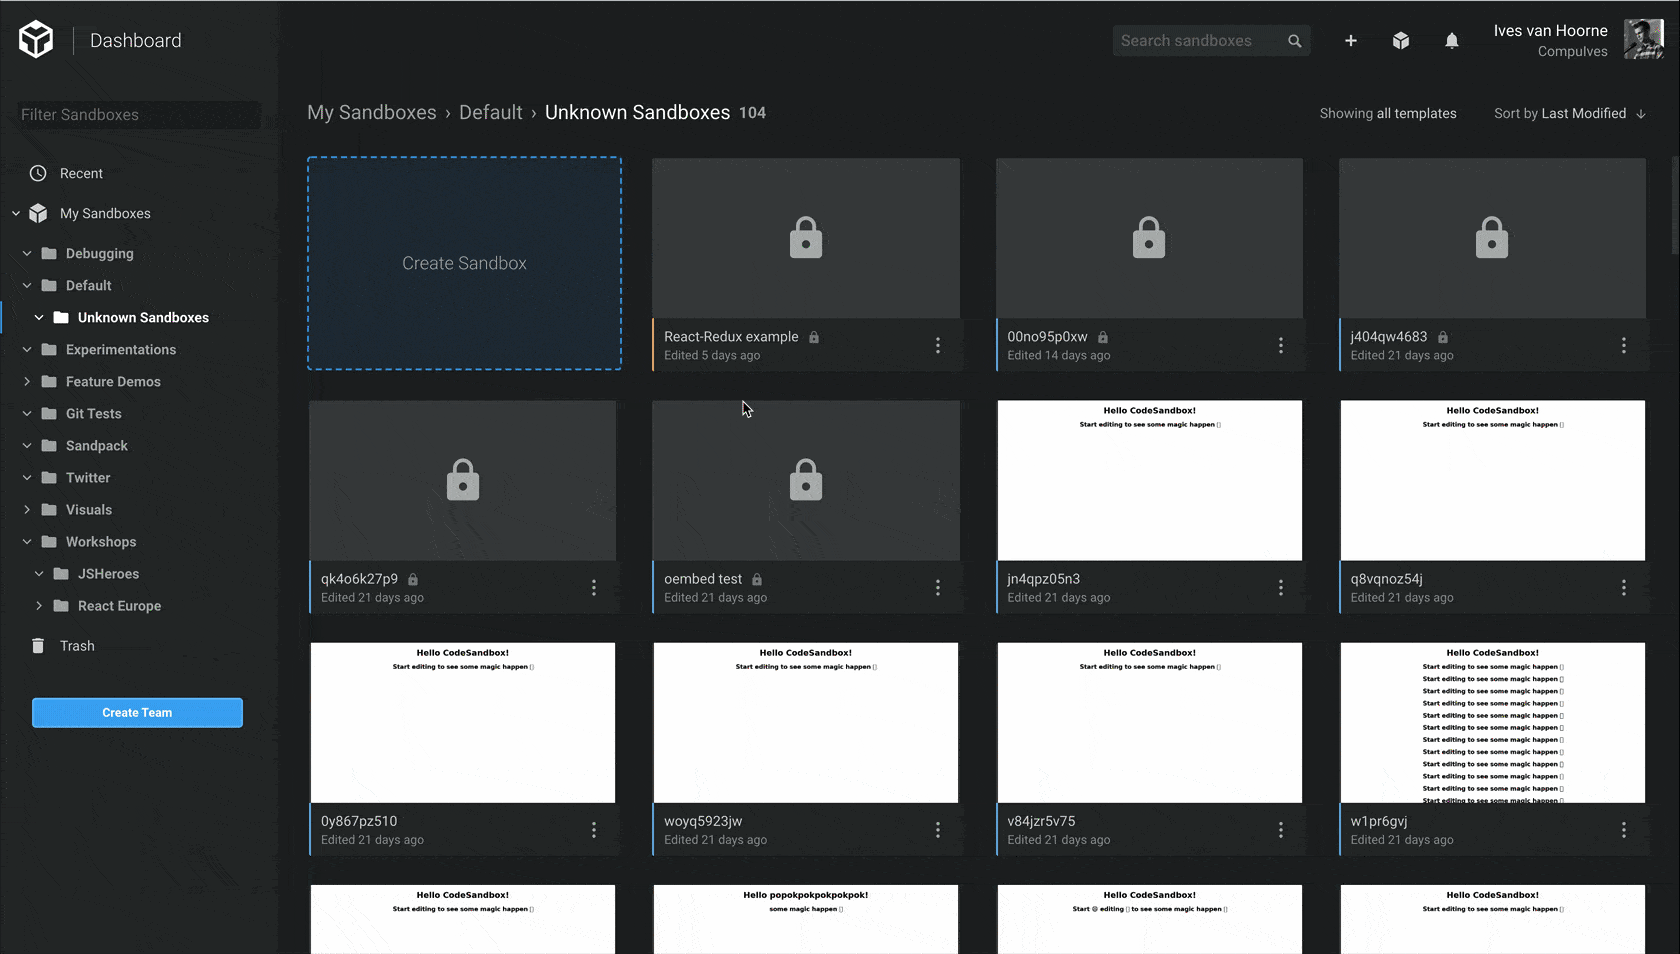 Dashboard
Search sandboxes
Ives van Hoorne
Compulves
Filter Sandboxes
Recent
My Sandboxes
Debugging
Default
Unknown Sandboxes
Experimentations
Feature Demos
Git Tests
Sandpack
Twitter
Visuals
Workshops
JSHeroes
React Europe
Trash
Create Team
My Sandboxes › Default › Unknown Sandboxes 104
Showing all templates
Sort by Last Modified ↓
Create Sandbox
React-Redux example
Edited 5 days ago
00no95p0xw
Edited 14 days ago
j404qw4683
Edited 21 days ago
qk4o6k27p9
Edited 21 days ago
oembed test
Edited 21 days ago
Hello CodeSandbox!
Start editing to see some magic happen
jn4qpz05n3
Edited 21 days ago
Hello CodeSandbox!
Start editing to see some magic happen
q8vqnoz54j
Edited 21 days ago
Hello CodeSandbox!
Start editing to see some magic happen
0y867pz510
Edited 21 days ago
Hello CodeSandbox!
Start editing to see some magic happen
woyq5923jw
Edited 21 days ago
Hello CodeSandbox!
Start editing to see some magic happen
v84jzr5v75
Edited 21 days ago
Hello CodeSandbox!
Start editing to see some magic happen
Start editing to see some magic happen
Start editing to see some magic happen
Start editing to see some magic happen
Start editing to see some magic happen
Start editing to see some magic happen
Start editing to see some magic happen
Start editing to see some magic happen
Start editing to see some magic happen
Start editing to see some magic happen
Start editing to see some magic happen
Start editing to see some magic happen
w1pr6gvj
Edited 21 days ago
Hello CodeSandbox!
Start editing to see some magic happen
Hello popokpokpokpokpok!
some magic happen
Hello CodeSandbox!
Start @ editing to see some magic happen
Hello CodeSandbox!
Start editing to see some magic happen